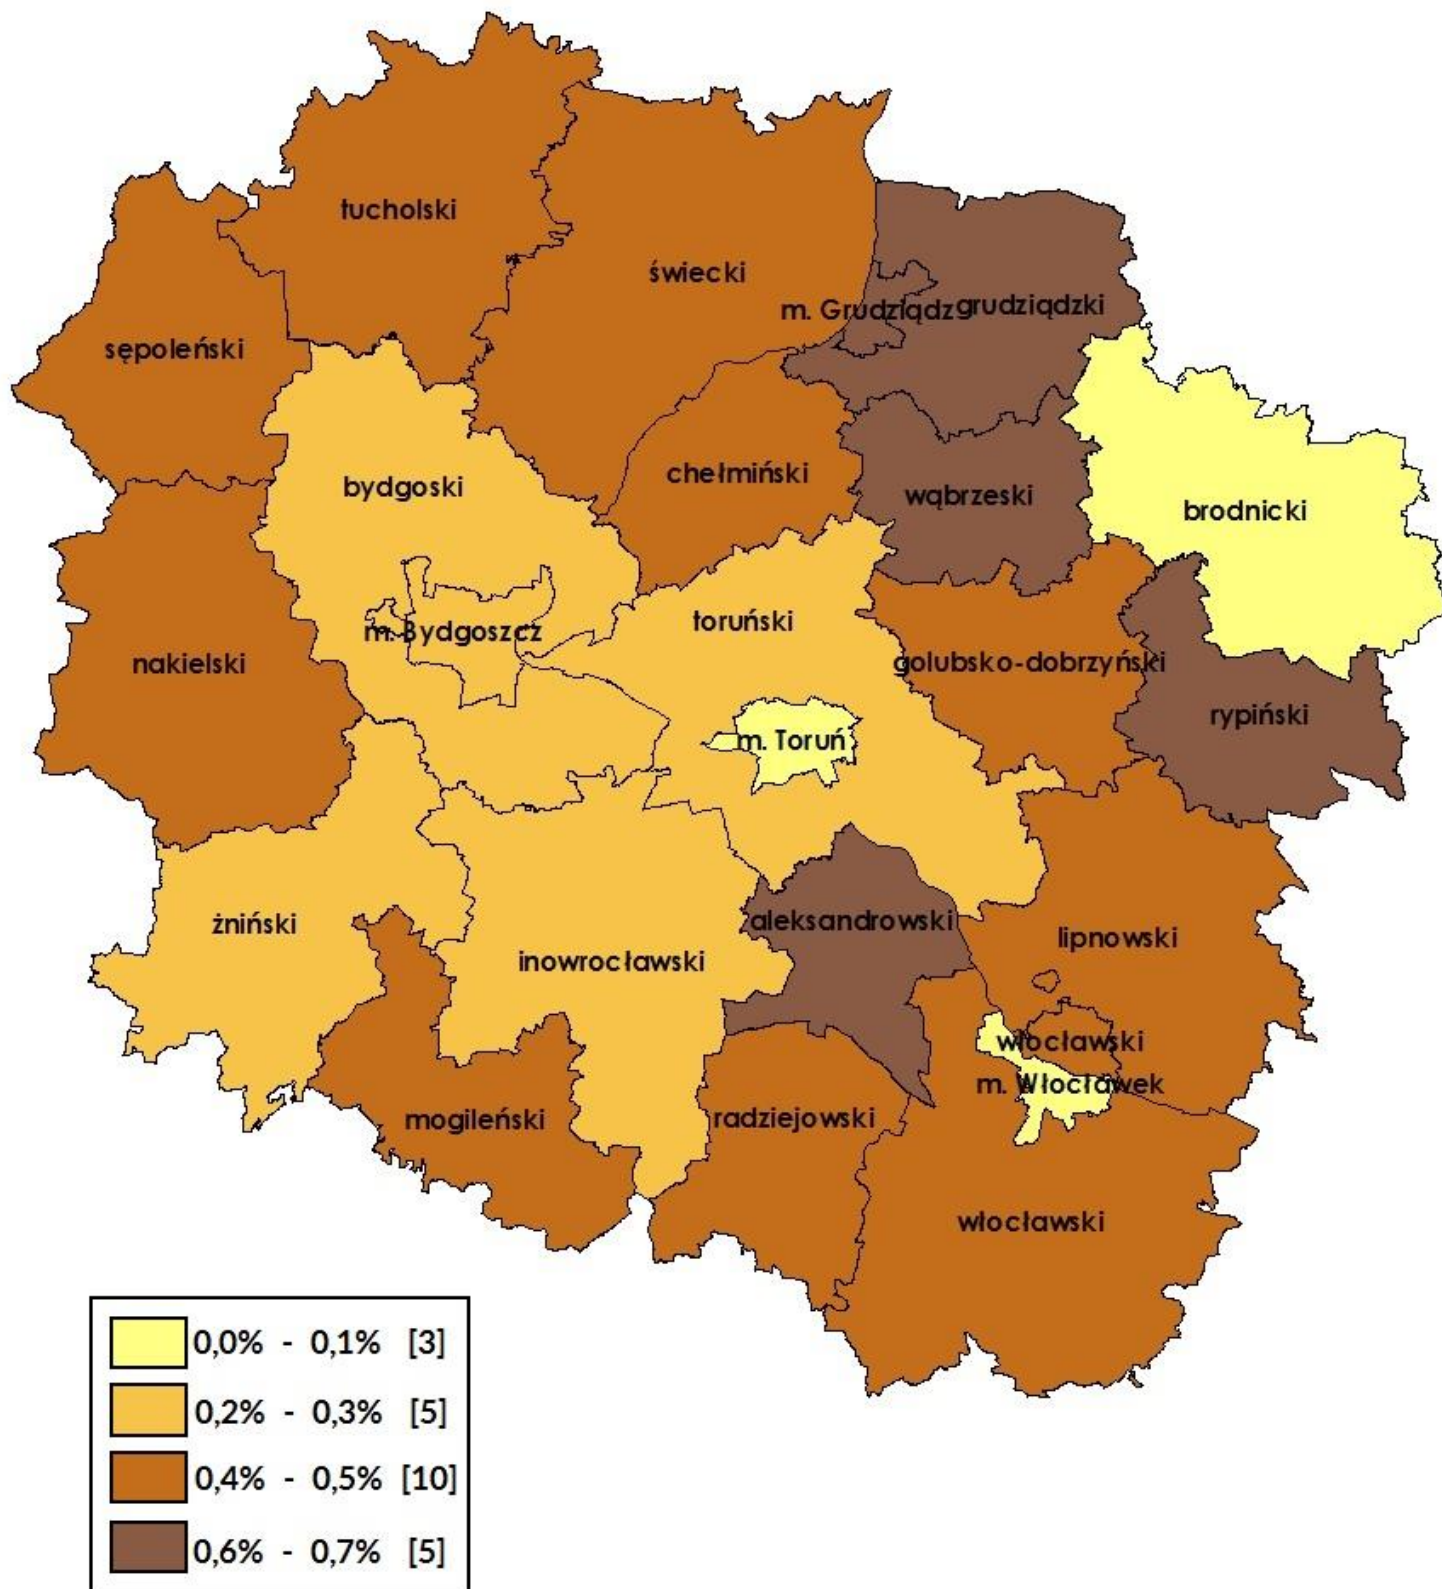 tucholski
świecki
m. Grudziądz
grudziądzki
sępoleński
chełmiński
bydgoski
wąbrzeski
brodnicki
m. Bydgoszcz
toruński
nakielski
golubsko-dobrzyński
rypiński
m. Toruń
żniński
aleksandrowski
lipnowski
inowrocławski
włocławski
m. Włocławek
mogileński
radziejowski
włocławski
0,0% - 0,1% [3]
0,2% - 0,3% [5]
0,4% - 0,5% [10]
0,6% - 0,7% [5]